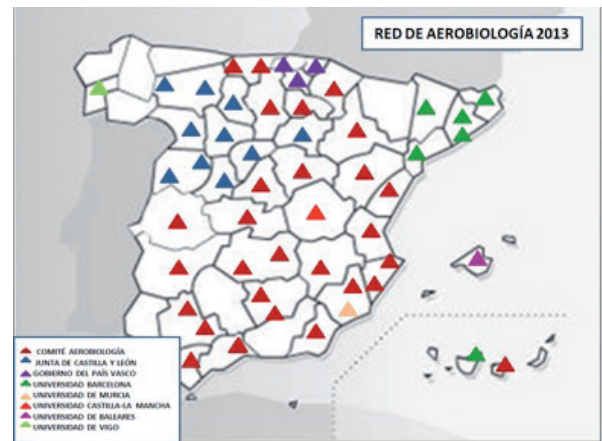 RED DE AEROBIOLOGÍA 2013
COMITÉ AEROBIOLOGÍA
JUNTA DE CASTILLA Y LEÓN
GOBIERNO DEL PAÍS VASCO
UNIVERSIDAD BARCELONA
UNIVERSIDAD DE MURCIA
UNIVERSIDAD CASTILLA-LA MANCHA
UNIVERSIDAD DE BALEARES
UNIVERSIDAD DE VIGO